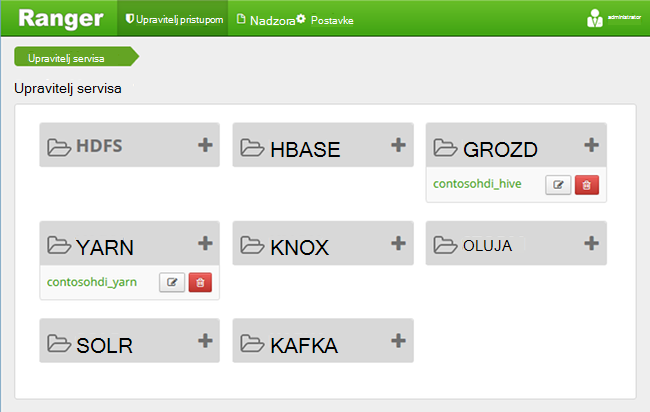 Ranger Upravitelj pristupom Nadzora Postavke administrator
Upravitelj servisa
Upravitelj servisa
HDFS HBASE GROZD
contosohdi_hive
YARN KNOX OLUJA
contosohdi_yarn
SOLR KAFKA